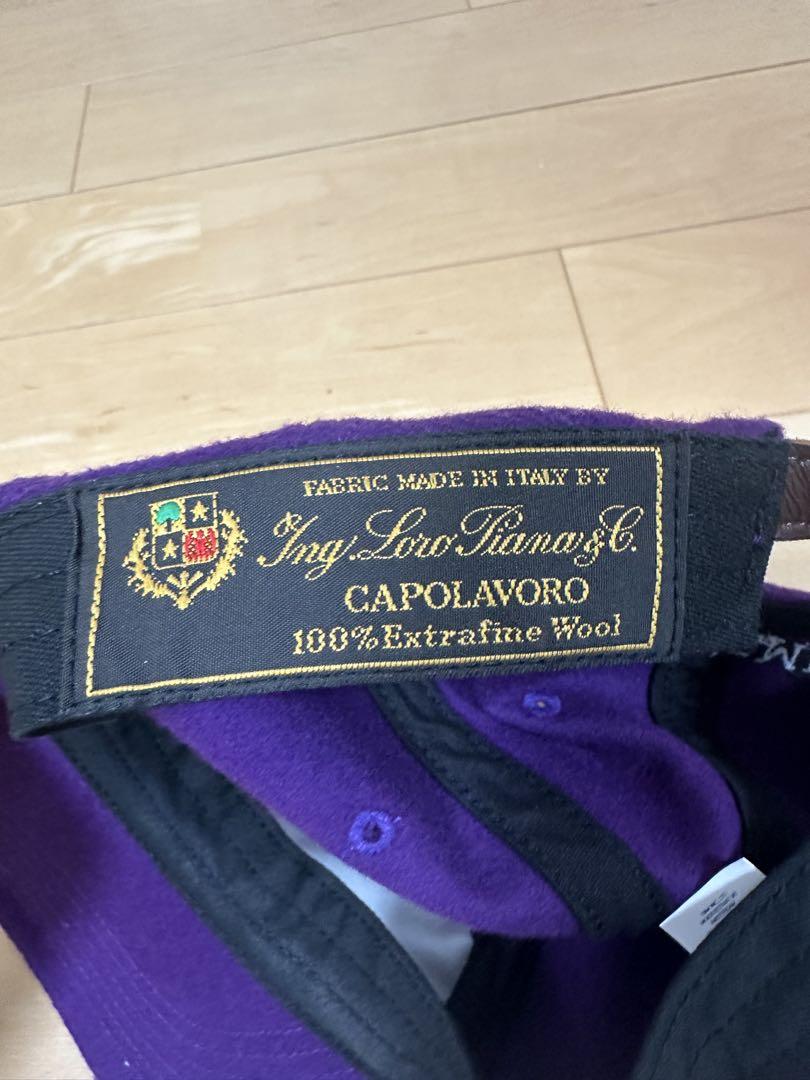 FABRIC MADE IN ITALY BY
Ing. Loro Piana & C.
CAPOLAVORO
100% Extrafine Wool